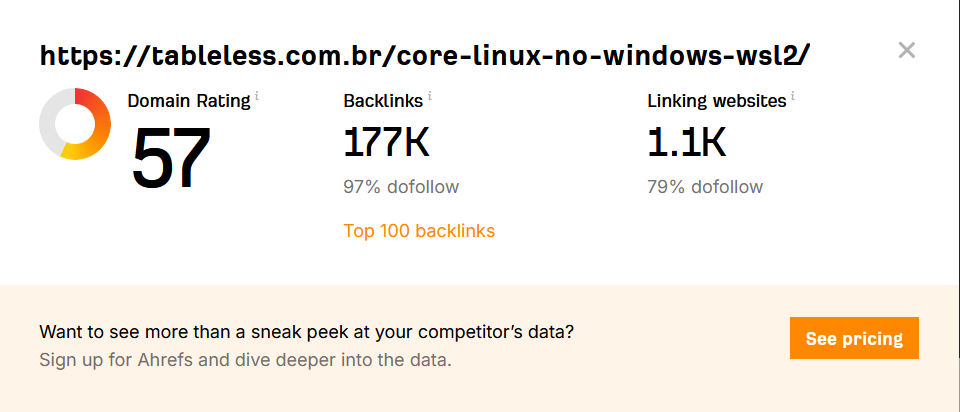 https://tableless.com.br/core-linux-no-windows-wsl2/
Domain Rating i
57
Backlinks i
177K
97% dofollow
Top 100 backlinks
Linking websites i
1.1K
79% dofollow
Want to see more than a sneak peek at your competitor’s data?
Sign up for Ahrefs and dive deeper into the data.
See pricing